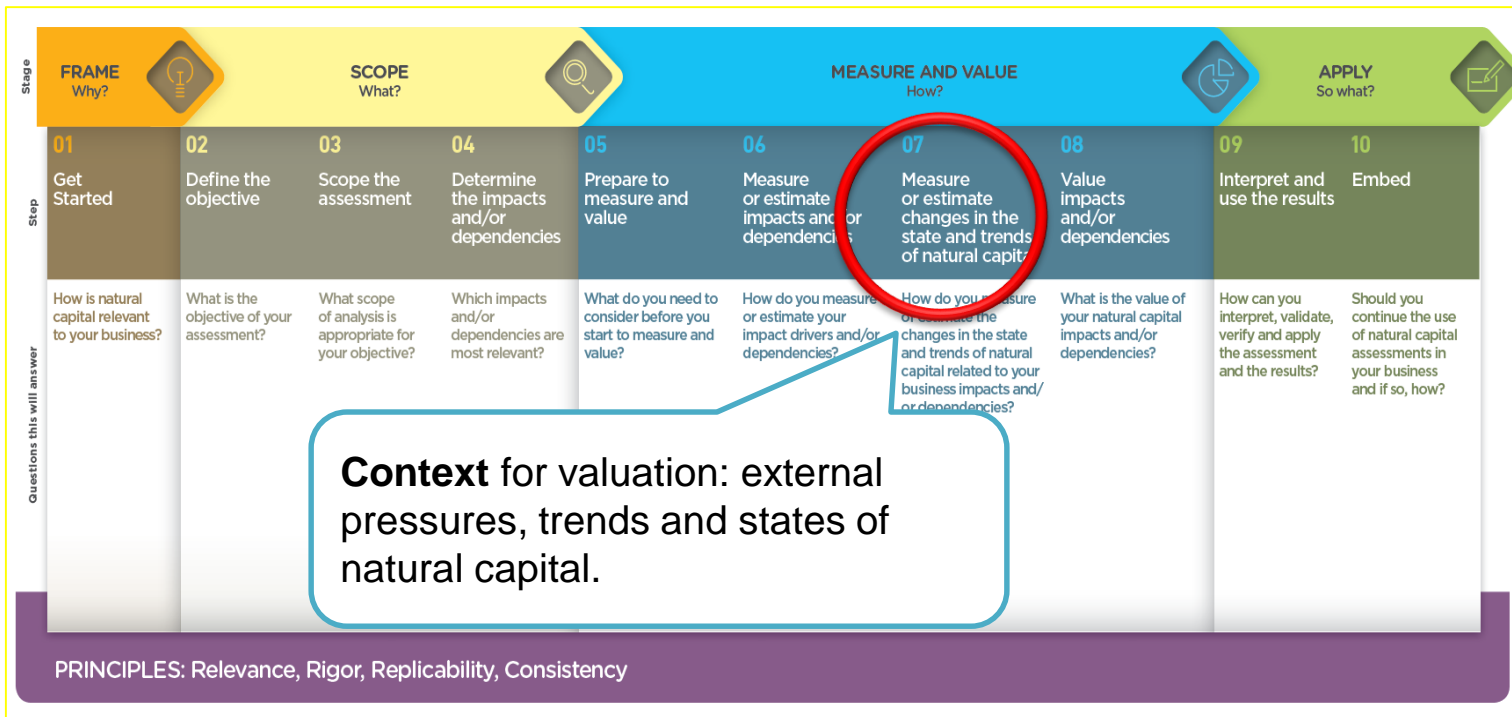 Stage
FRAME
Why?
SCOPE
What?
MEASURE AND VALUE
How?
APPLY
So what?
Step
01
Get
Started
02
Define the
objective
03
Scope the
assessment
04
Determine
the impacts
and/or
dependencies
05
Prepare to
measure and
value
06
Measure
or estimate
impacts and/or
dependencies
07
Measure
or estimate
changes in the
state and trends
of natural capital
08
Value
impacts
and/or
dependencies
09
Interpret and
use the results
10
Embed
Questions this will answer
How is natural
capital relevant
to your business?
What is the
objective of your
assessment?
What scope
of analysis is
appropriate for
your objective?
Which impacts
and/or
dependencies are
most relevant?
What do you need to
consider before you
start to measure and
value?
How do you measure
or estimate your
impact drivers and/or
dependencies?
How do you measure
or estimate the
changes in the state
and trends of natural
capital related to your
business impacts and/
or dependencies?
What is the value of
your natural capital
impacts and/or
dependencies?
How can you
interpret, validate,
verify and apply
the assessment
and the results?
Should you
continue the use
of natural capital
assessments in
your business
and if so, how?
Context for valuation: external
pressures, trends and states of
natural capital.
PRINCIPLES: Relevance, Rigor, Replicability, Consistency